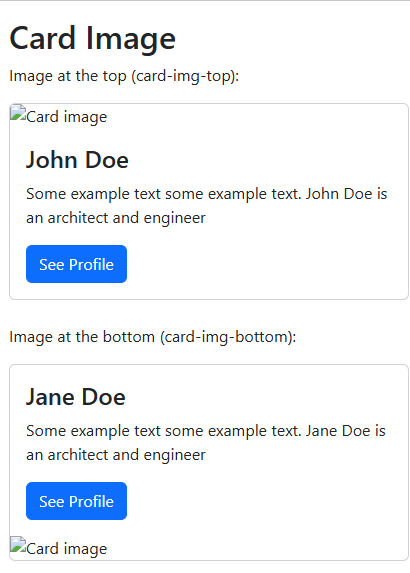 Card Image
Image at the top (card-img-top):
Card image
John Doe
Some example text some example text. John Doe is
an architect and engineer
See Profile
Image at the bottom (card-img-bottom):
Jane Doe
Some example text some example text. Jane Doe is
an architect and engineer
See Profile
Card image